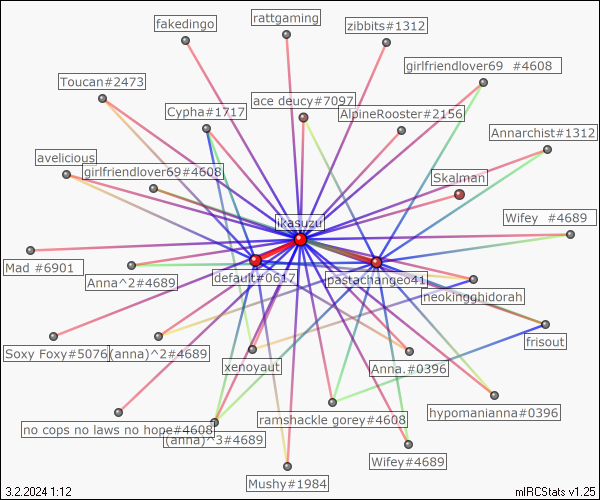 fakedingo
rattgaming
zibbits#1312
girlfriendlover69 #4608
Toucan#2473
ace deucy#7097
Cypha#1717
AlpineRooster#2156
Annarchist#1312
avelicious
girlfriendlover69#4608
Skalman
ikasuzu
Wifey #4689
Mad #6901
Anna^2#4689
default#0617
pastachangeo41
neokingghidorah
Soxy Foxy#5076
(anna)^2#4689
xenoyaut
Anna.#0396
frisout
no cops no laws no hope#4608
(anna)^3#4689
ramshackle gorey#4608
hypomanianna#0396
Mushy#1984
Wifey#4689
3.2.2024 1:12
mIRCStats v1.25